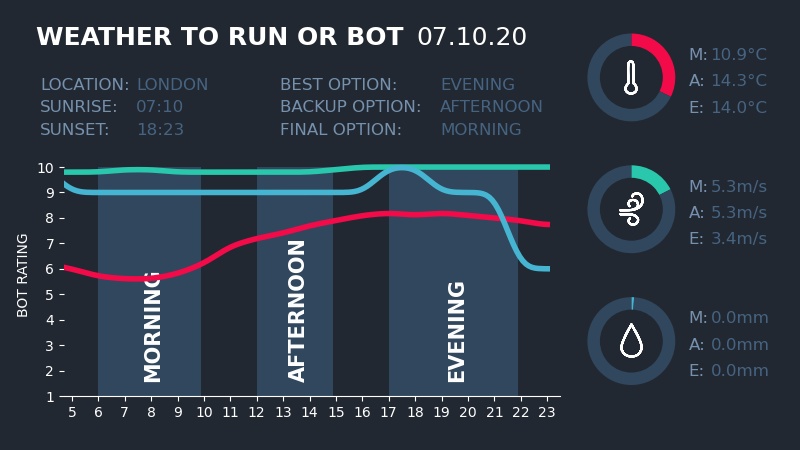 WEATHER TO RUN OR BOT 07.10.20
LOCATION: LONDON
SUNRISE: 07:10
SUNSET: 18:23
BEST OPTION: EVENING
BACKUP OPTION: AFTERNOON
FINAL OPTION: MORNING
M: 10.9°C
A: 14.3°C
E: 14.0°C
M: 5.3m/s
A: 5.3m/s
E: 3.4m/s
M: 0.0mm
A: 0.0mm
E: 0.0mm
BOT RATING
10
9
8
7
6
5
4
3
2
1
MORNING
AFTERNOON
EVENING
5 6 7 8 9 10 11 12 13 14 15 16 17 18 19 20 21 22 23